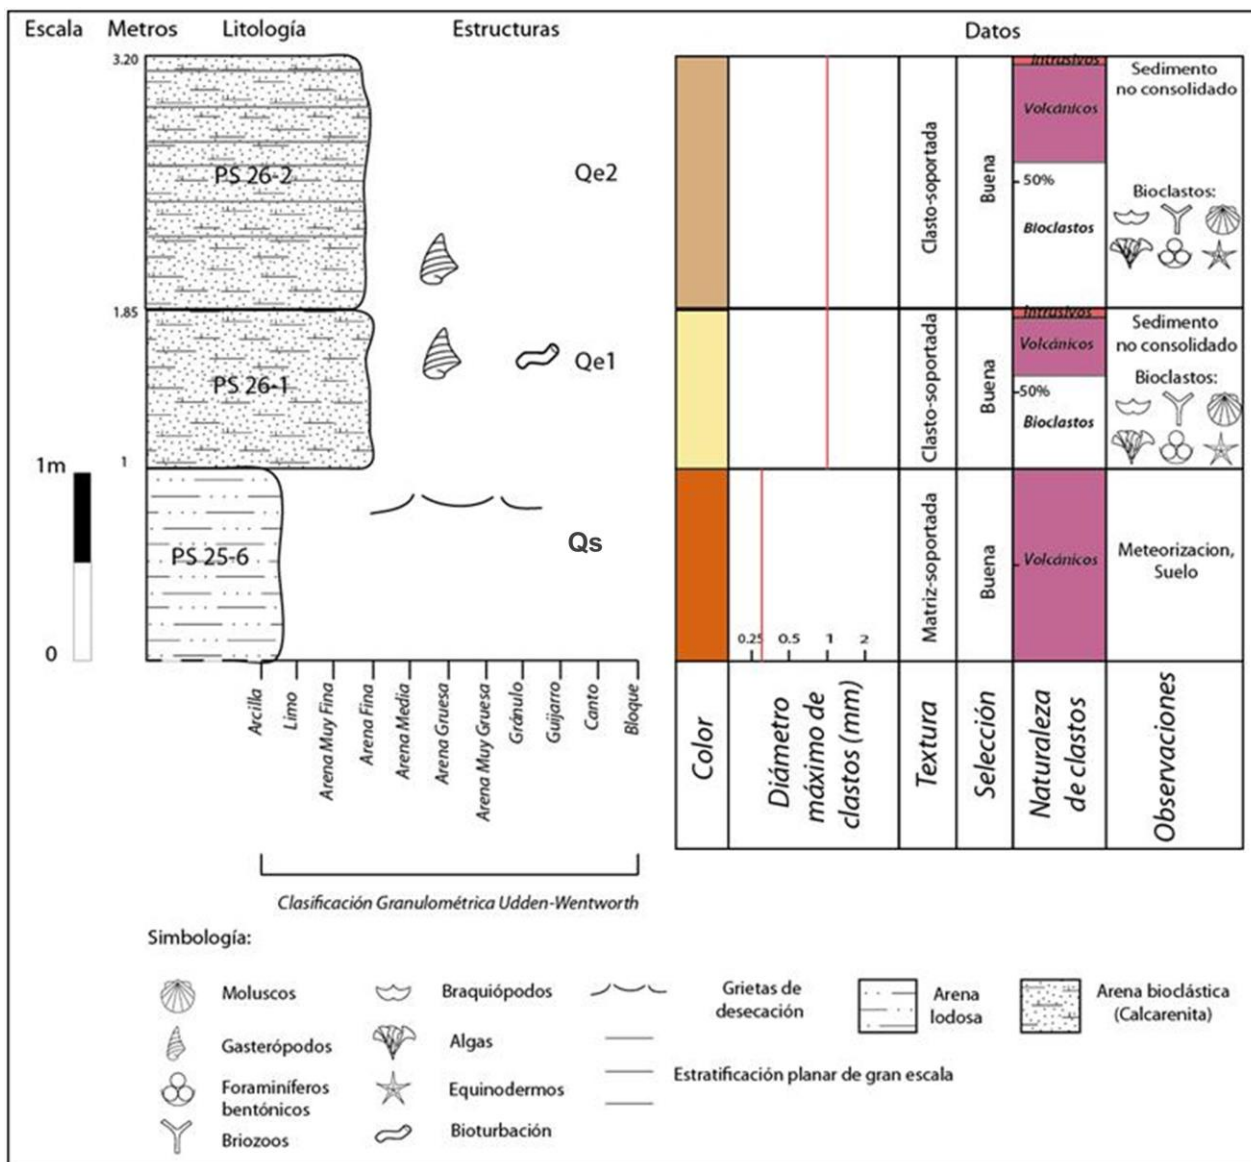 Escala
Metros
Litología
Estructuras
Datos
3.20
PS 26-2
Qe2
Clasto-soportada
Buena
Intrusivos
Volcánicos
50%
Bioclastos
Sedimento
no consolidado
Bioclastos:
1.85
PS 26-1
Qe1
Clasto-soportada
Buena
Intrusivos
Volcánicos
50%
Bioclastos
Sedimento
no consolidado
Bioclastos:
1
1m
0
PS 25-6
Qs
0.25
0.5
1
2
Matriz-soportada
Buena
Volcánicos
Meteorizacion,
Suelo
Arcilla
Limo
Arena Muy Fina
Arena Fina
Arena Media
Arena Gruesa
Arena Muy Gruesa
Gránulo
Guijarro
Canto
Bloque
Color
Diámetro
máximo de
clastos (mm)
Textura
Selección
Naturaleza
de clastos
Observaciones
Clasificación Granulométrica Udden-Wentworth
Simbología:
Moluscos
Gasterópodos
Foraminíferos
bentónicos
Briozoos
Braquiópodos
Algas
Equinodermos
Bioturbación
Grietas de
desecación
Estratificación planar de gran escala
Arena
lodosa
Arena bioclástica
(Calcarenita)